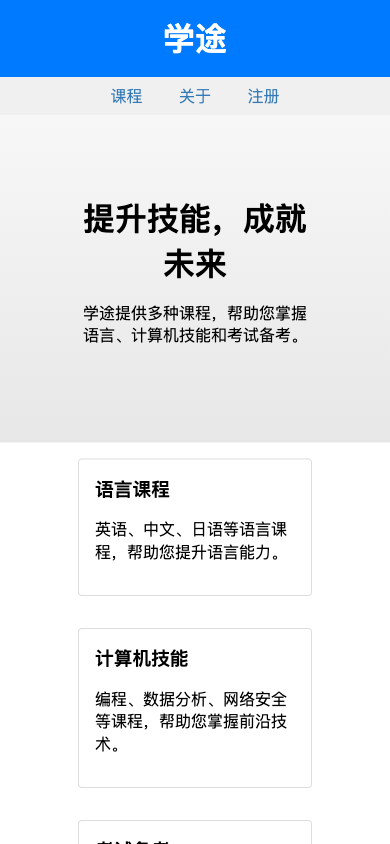 学途
课程 关于 注册
提升技能，成就
未来
学途提供多种课程，帮助您掌握
语言、计算机技能和考试备考。
语言课程
英语、中文、日语等语言课
程，帮助您提升语言能力。
计算机技能
编程、数据分析、网络安全
等课程，帮助您掌握前沿技
术。